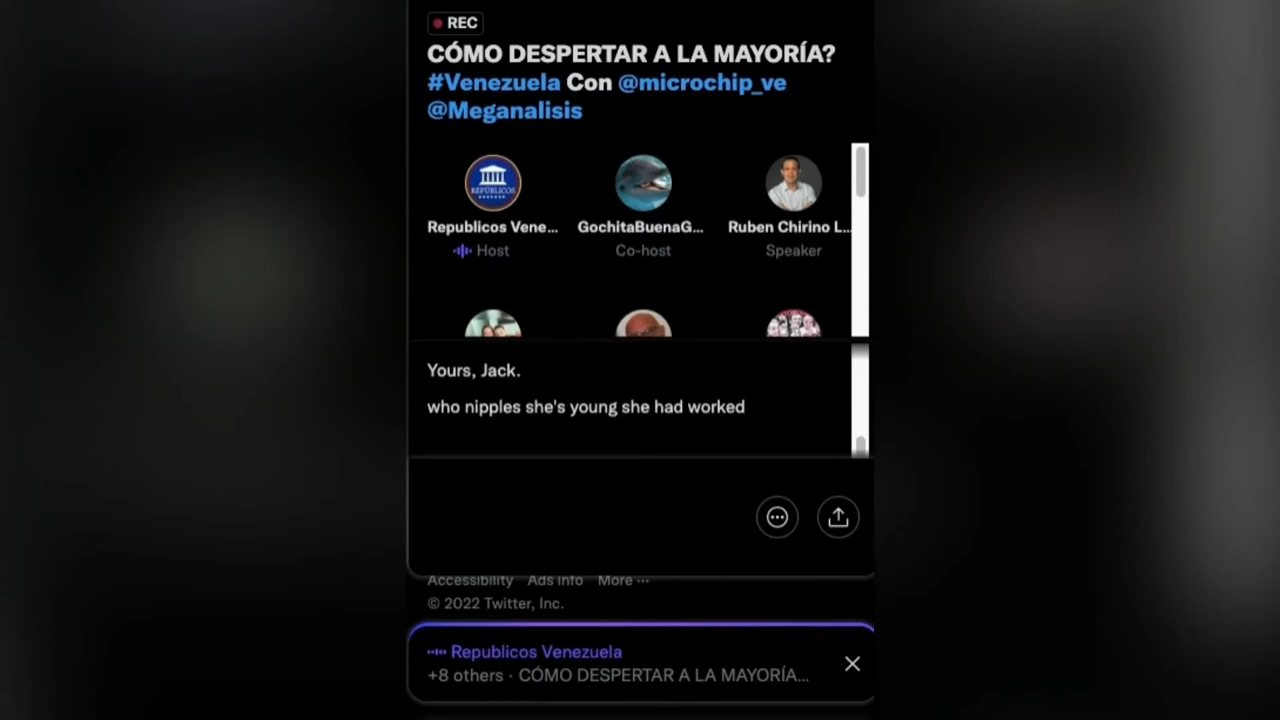 REC
CÓMO DESPERTAR A LA MAYORÍA?
#Venezuela Con @microchip_ve
@Meganalisis
REPÚBLICOS
Republicos Vene... GochitaBuenaG... Ruben Chirino L...
Host Co-host Speaker
Yours, Jack.
who nipples she's young she had worked
Accessibility Ads info More ...
© 2022 Twitter, Inc.
Republicos Venezuela
+8 others · CÓMO DESPERTAR A LA MAYORÍA...